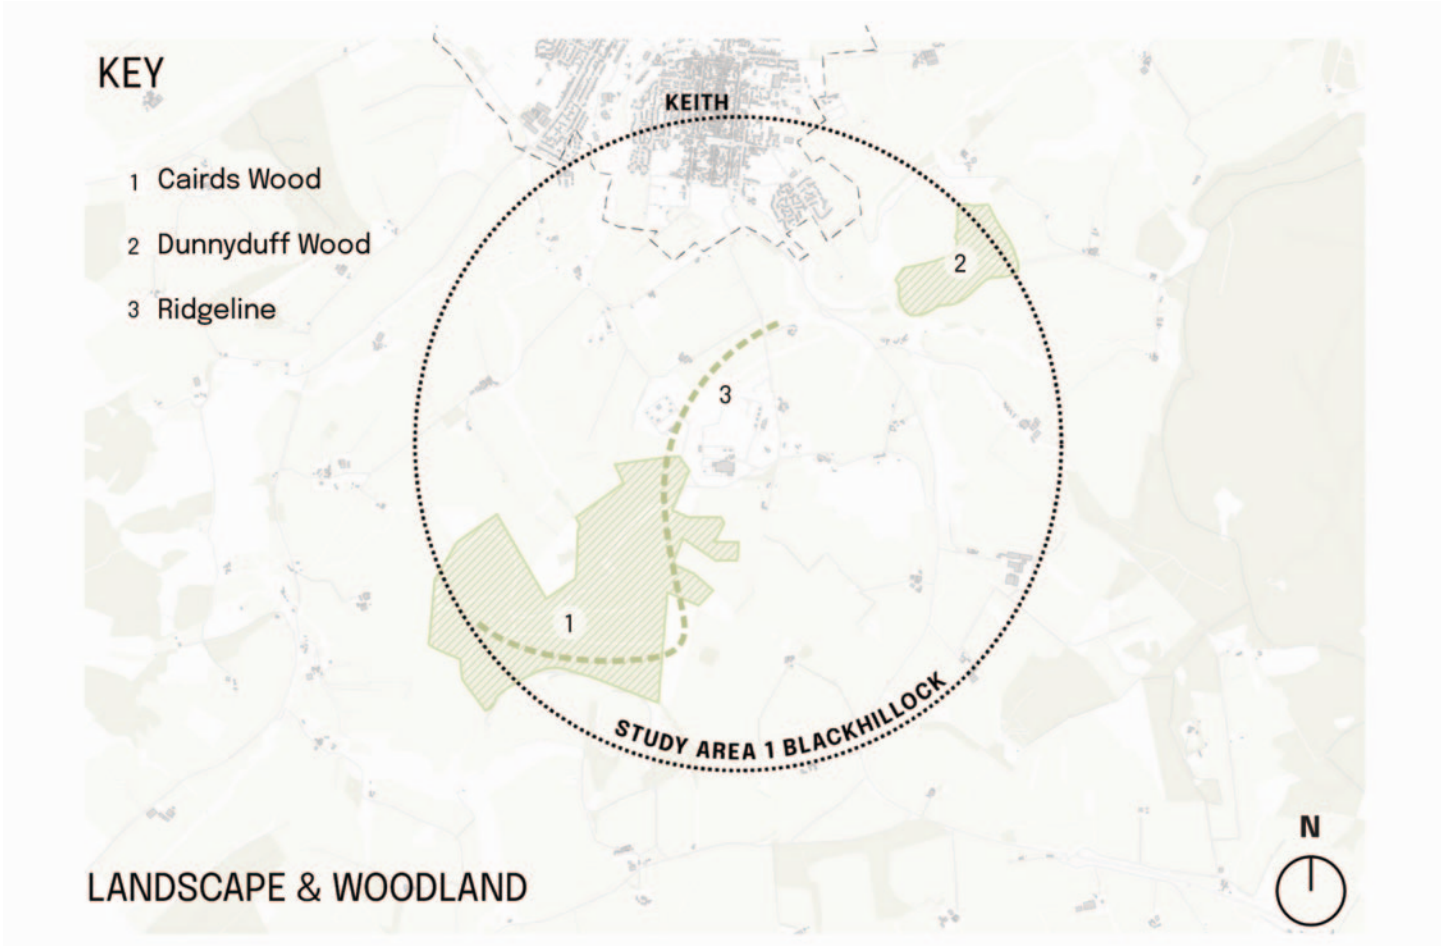 KEY
1 Cairds Wood
2 Dunnyduff Wood
3 Ridgeline
KEITH
2
3
1
STUDY AREA 1 BLACKHILLOCK
N
LANDSCAPE & WOODLAND